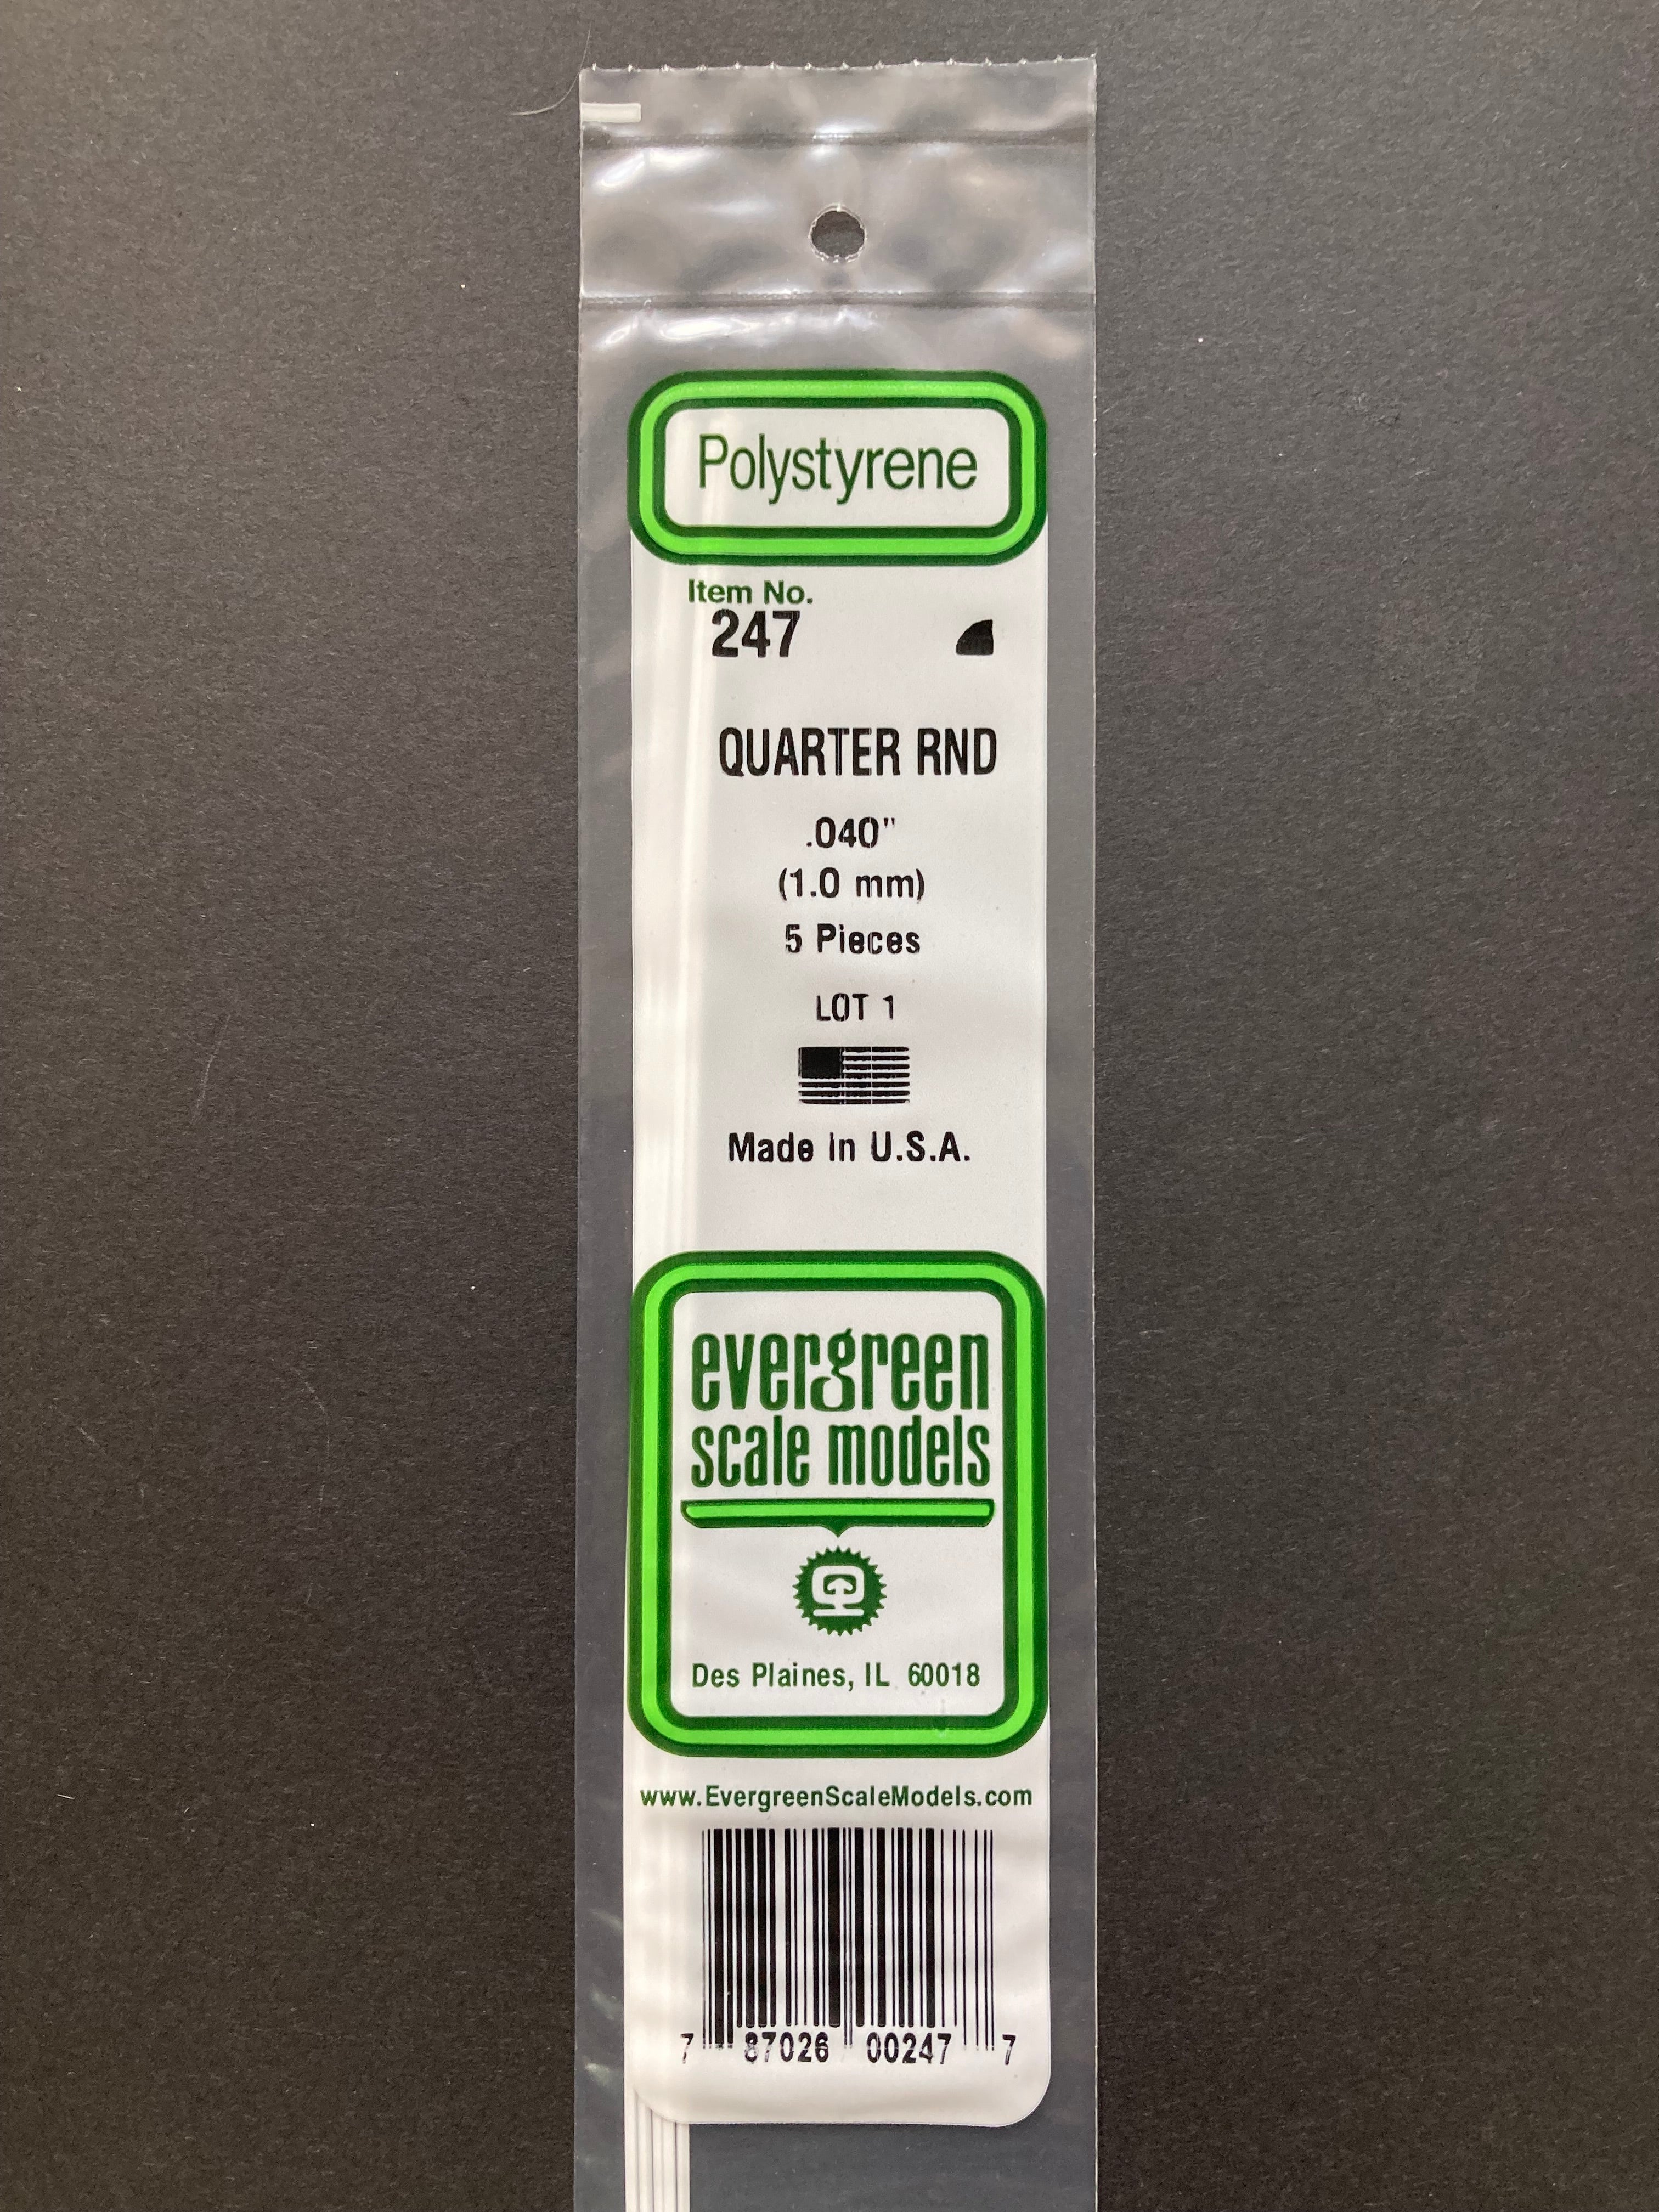 Polystyrene
Item No.
247
QUARTER RND
.040"
(1.0 mm)
5 Pieces
LOT 1
Made in U.S.A.
evergreen
scale models
Des Plaines, IL 60018
www.EvergreenScaleModels.com
7 87026 00247 7